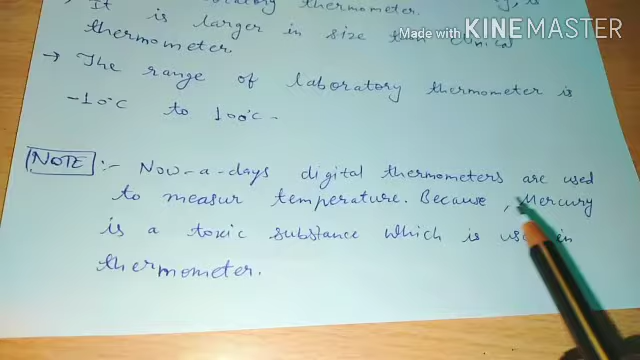 thermometer.
Made with KINEMASTER
It is larger in size than clinical
thermometer.
→ The range of laboratory thermometer is
-10°c to 100°c.
NOTE :- Now-a-days digital thermometers are used
to measur temperature. Because, Mercury
is a toxic substance which is used in
thermometer.